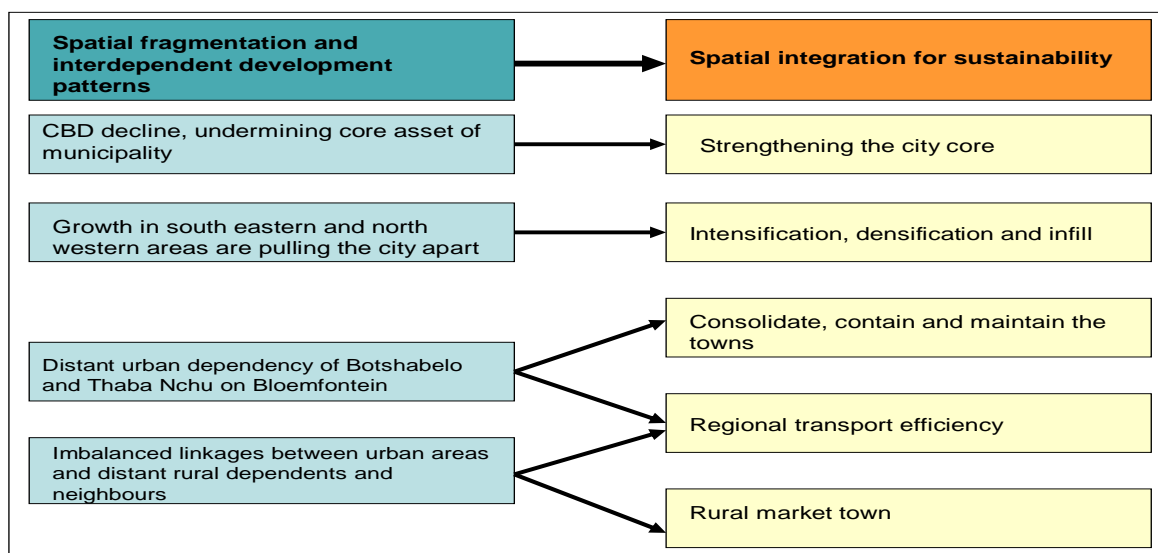 Spatial fragmentation and
interdependent development
patterns
Spatial integration for sustainability
CBD decline, undermining core asset of
municipality
Strengthening the city core
Growth in south eastern and north
western areas are pulling the city apart
Intensification, densification and infill
Consolidate, contain and maintain the
towns
Distant urban dependency of Botshabelo
and Thaba Nchu on Bloemfontein
Regional transport efficiency
Imbalanced linkages between urban areas
and distant rural dependents and
neighbours
Rural market town